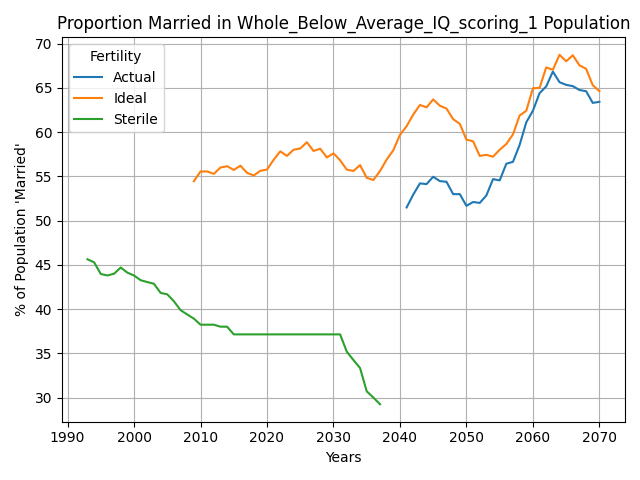 Proportion Married in Whole_Below_Average_IQ_scoring_1 Population
% of Population 'Married'
70
65
60
55
50
45
40
35
30
Fertility
Actual
Ideal
Sterile
1990 2000 2010 2020 2030 2040 2050 2060 2070
Years